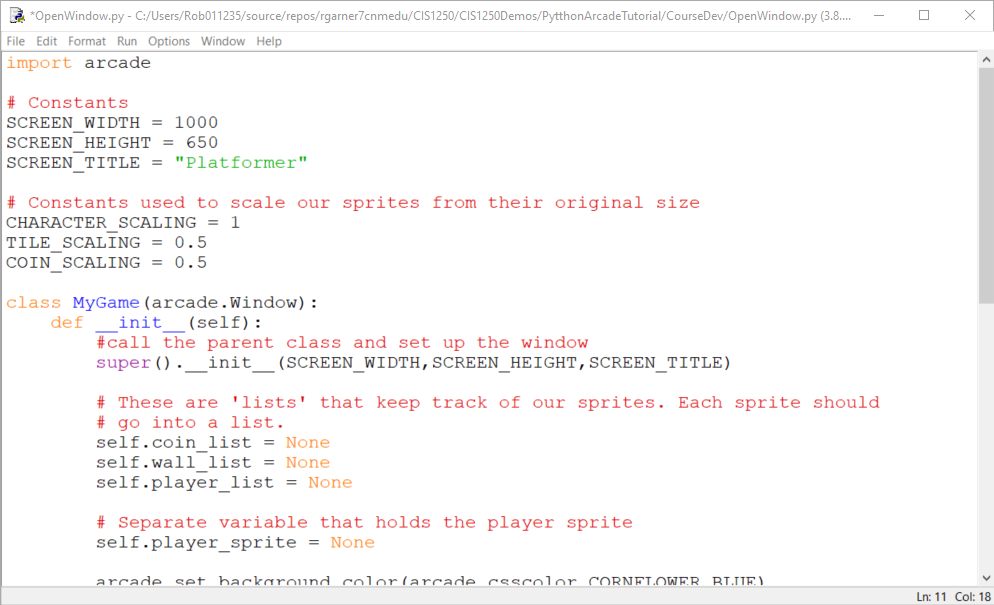 *OpenWindow.py - C:/Users/Rob011235/source/repos/rgarner7cnmedu/CIS1250/CIS1250Demos/PytthonArcadeTutorial/CourseDev/OpenWindow.py (3.8....
File Edit Format Run Options Window Help
import arcade
# Constants
SCREEN_WIDTH = 1000
SCREEN_HEIGHT = 650
SCREEN_TITLE = "Platformer"
# Constants used to scale our sprites from their original size
CHARACTER_SCALING = 1
TILE_SCALING = 0.5
COIN_SCALING = 0.5
class MyGame(arcade.Window):
    def __init__(self):
        #call the parent class and set up the window
        super().__init__(SCREEN_WIDTH,SCREEN_HEIGHT,SCREEN_TITLE)
        # These are 'lists' that keep track of our sprites. Each sprite should
        # go into a list.
        self.coin_list = None
        self.wall_list = None
        self.player_list = None
        # Separate variable that holds the player sprite
        self.player_sprite = None
        arcade.set_background_color(arcade.csscolor.CORNFLOWER_BLUE)
Ln: 11 Col: 18